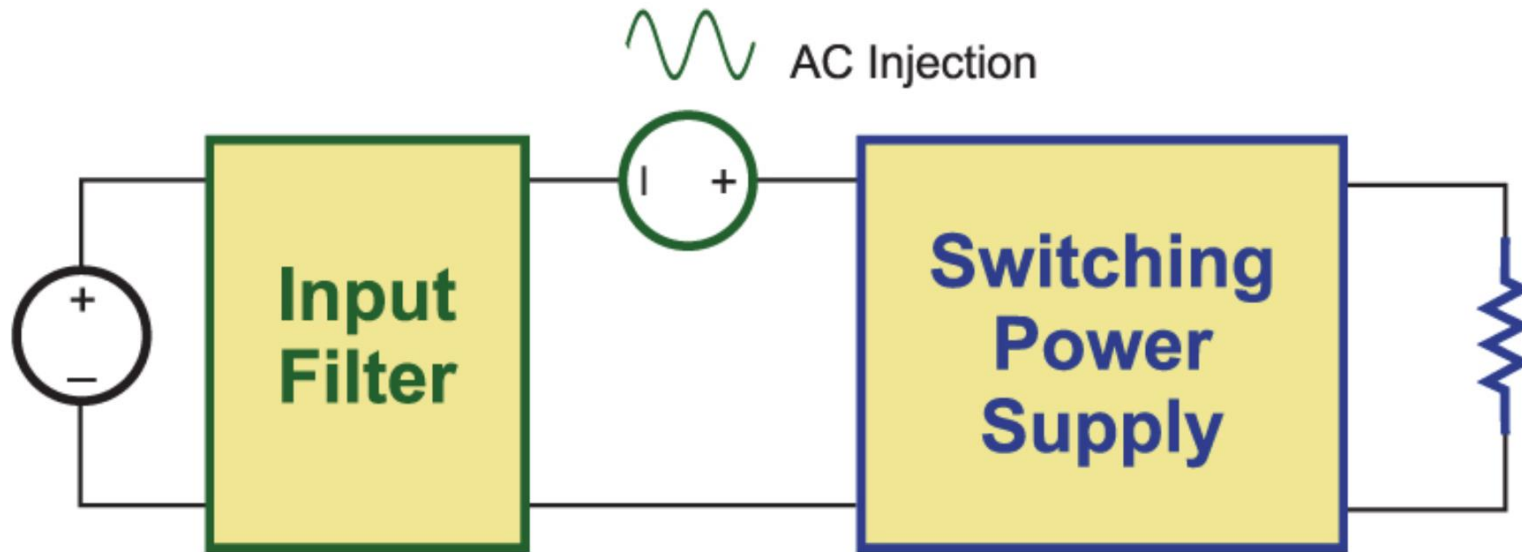 AC Injection
Input
Filter
Switching
Power
Supply